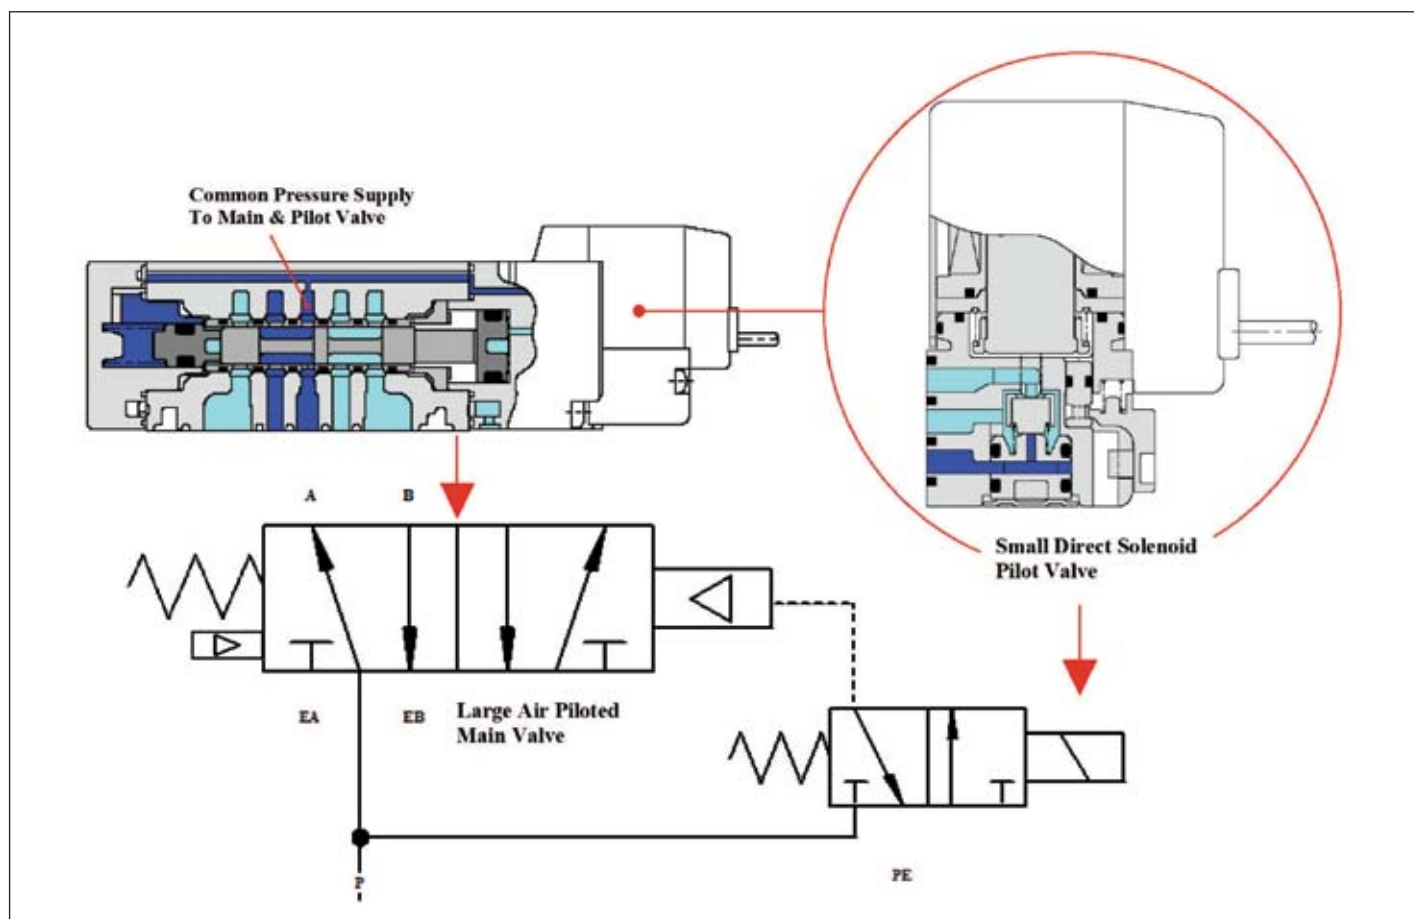 Common Pressure Supply
To Main & Pilot Valve
Small Direct Solenoid
Pilot Valve
A B
EA EB
Large Air Piloted
Main Valve
P
PE